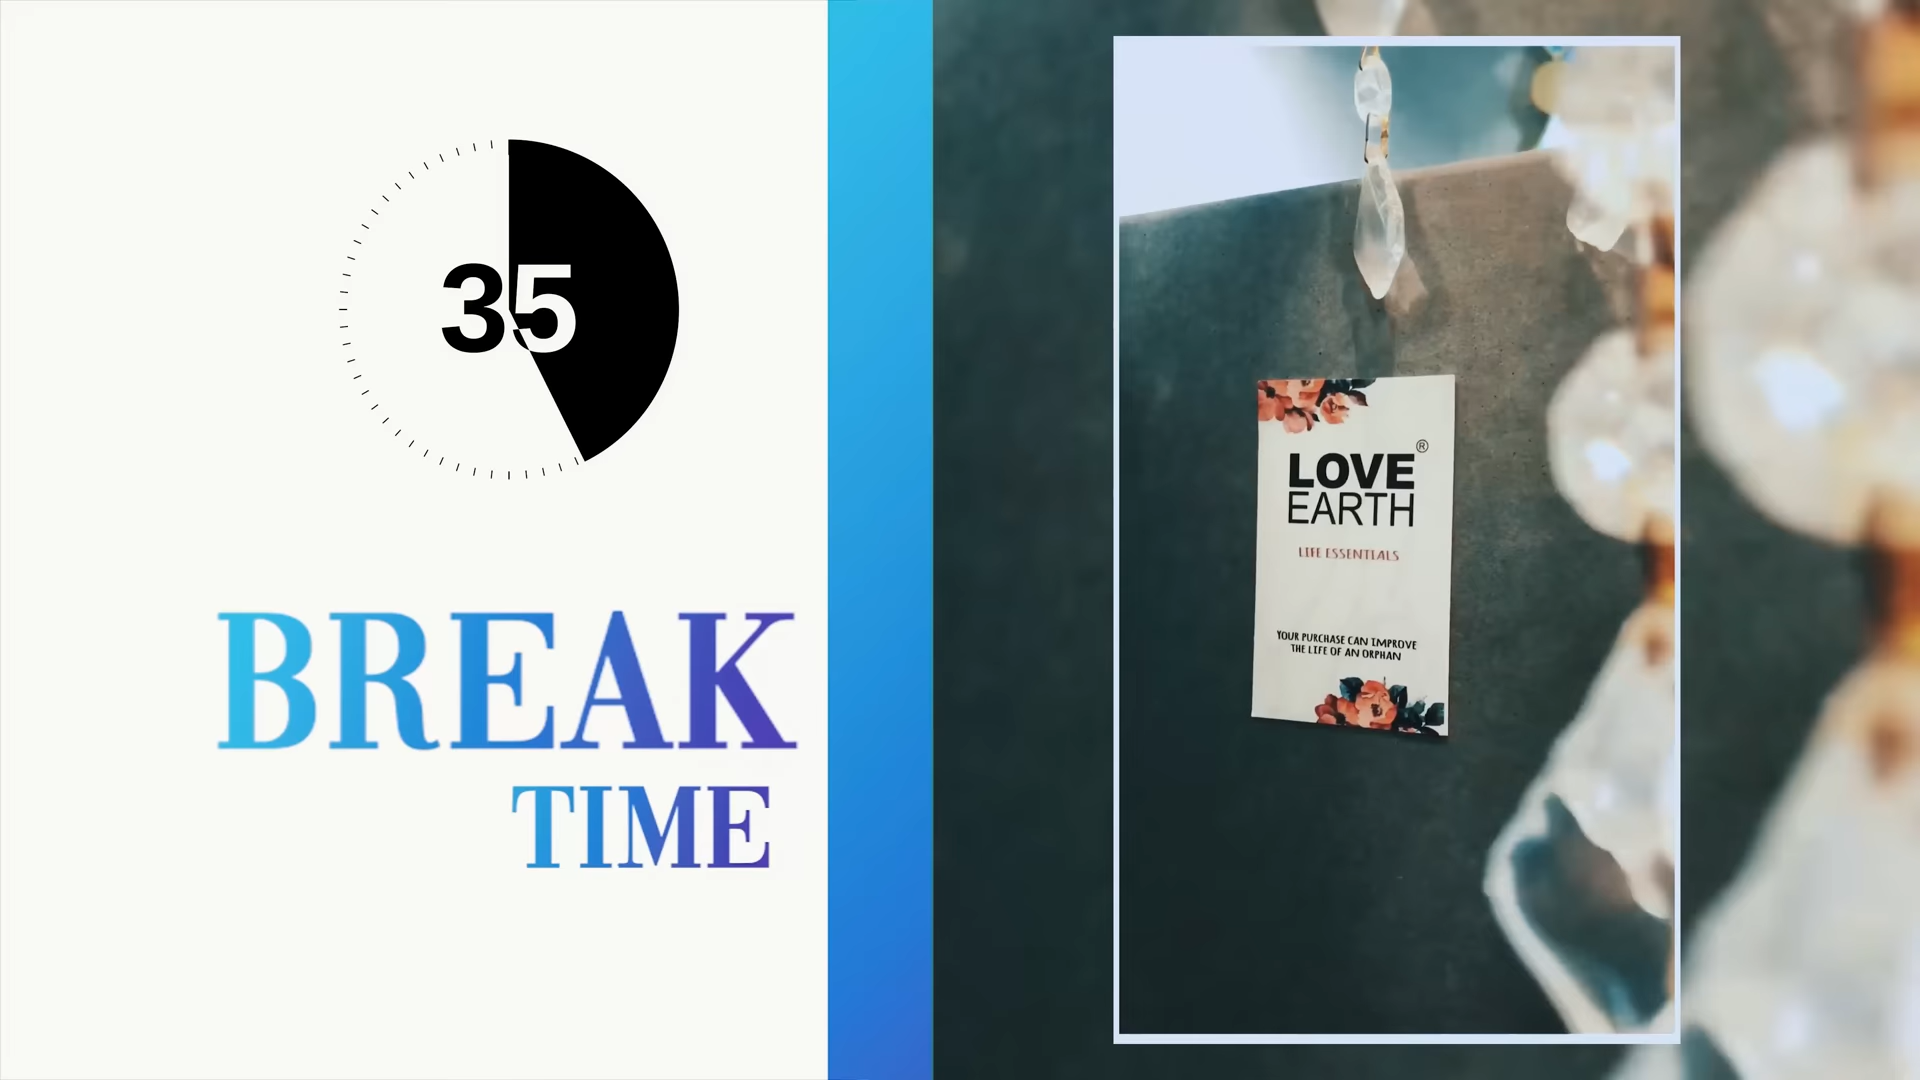 35
BREAK
TIME
LOVE®
EARTH
LIFE ESSENTIALS
YOUR PURCHASE CAN IMPROVE
THE LIFE OF AN ORPHAN